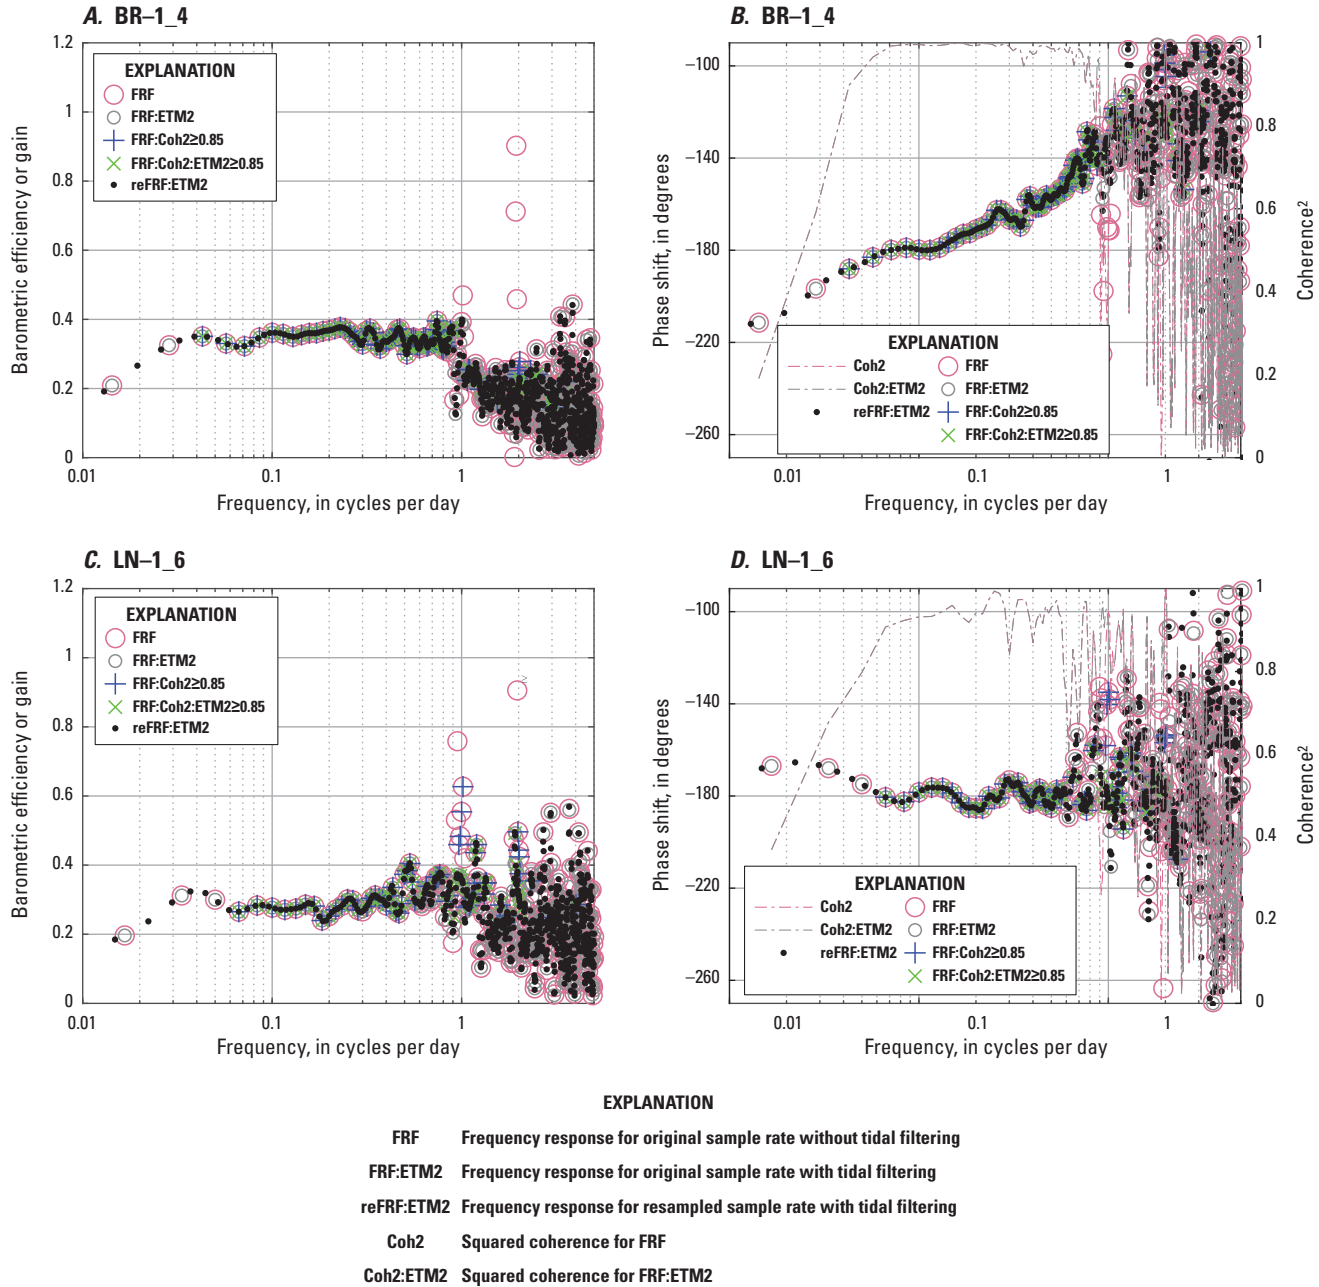 A. BR–1_4
1.2
1
0.8
0.6
0.4
0.2
0
Barometric efficiency or gain
EXPLANATION
FRF
FRF:ETM2
FRF:Coh2≥0.85
FRF:Coh2:ETM2≥0.85
reFRF:ETM2
0.01
0.1
1
Frequency, in cycles per day
B. BR–1_4
−100
−140
−180
−220
−260
Phase shift, in degrees
1
0.8
0.6
0.4
0.2
0
Coherence2
EXPLANATION
Coh2
FRF
Coh2:ETM2
FRF:ETM2
reFRF:ETM2
FRF:Coh2≥0.85
FRF:Coh2:ETM2≥0.85
0.01
0.1
1
Frequency, in cycles per day
C. LN–1_6
1.2
1
0.8
0.6
0.4
0.2
0
Barometric efficiency or gain
EXPLANATION
FRF
FRF:ETM2
FRF:Coh2≥0.85
FRF:Coh2:ETM2≥0.85
reFRF:ETM2
0.01
0.1
1
Frequency, in cycles per day
D. LN–1_6
−100
−140
−180
−220
−260
Phase shift, in degrees
1
0.8
0.6
0.4
0.2
0
Coherence2
EXPLANATION
Coh2
FRF
Coh2:ETM2
FRF:ETM2
reFRF:ETM2
FRF:Coh2≥0.85
FRF:Coh2:ETM2≥0.85
0.01
0.1
1
Frequency, in cycles per day
EXPLANATION
FRF Frequency response for original sample rate without tidal filtering
FRF:ETM2 Frequency response for original sample rate with tidal filtering
reFRF:ETM2 Frequency response for resampled sample rate with tidal filtering
Coh2 Squared coherence for FRF
Coh2:ETM2 Squared coherence for FRF:ETM2